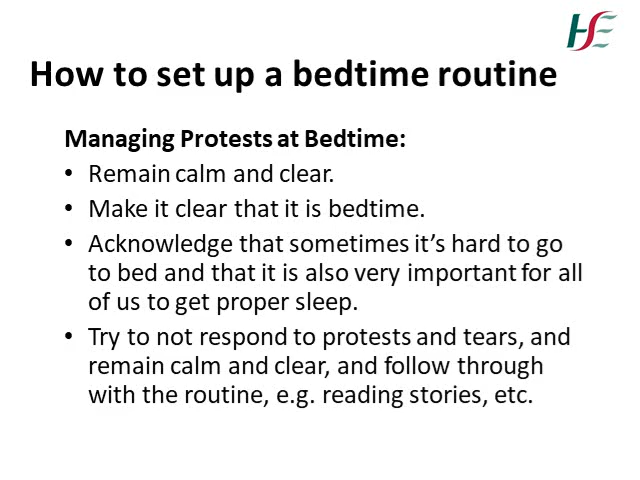 HSE
How to set up a bedtime routine
Managing Protests at Bedtime:
• Remain calm and clear.
• Make it clear that it is bedtime.
• Acknowledge that sometimes it’s hard to go
to bed and that it is also very important for all
of us to get proper sleep.
• Try to not respond to protests and tears, and
remain calm and clear, and follow through
with the routine, e.g. reading stories, etc.